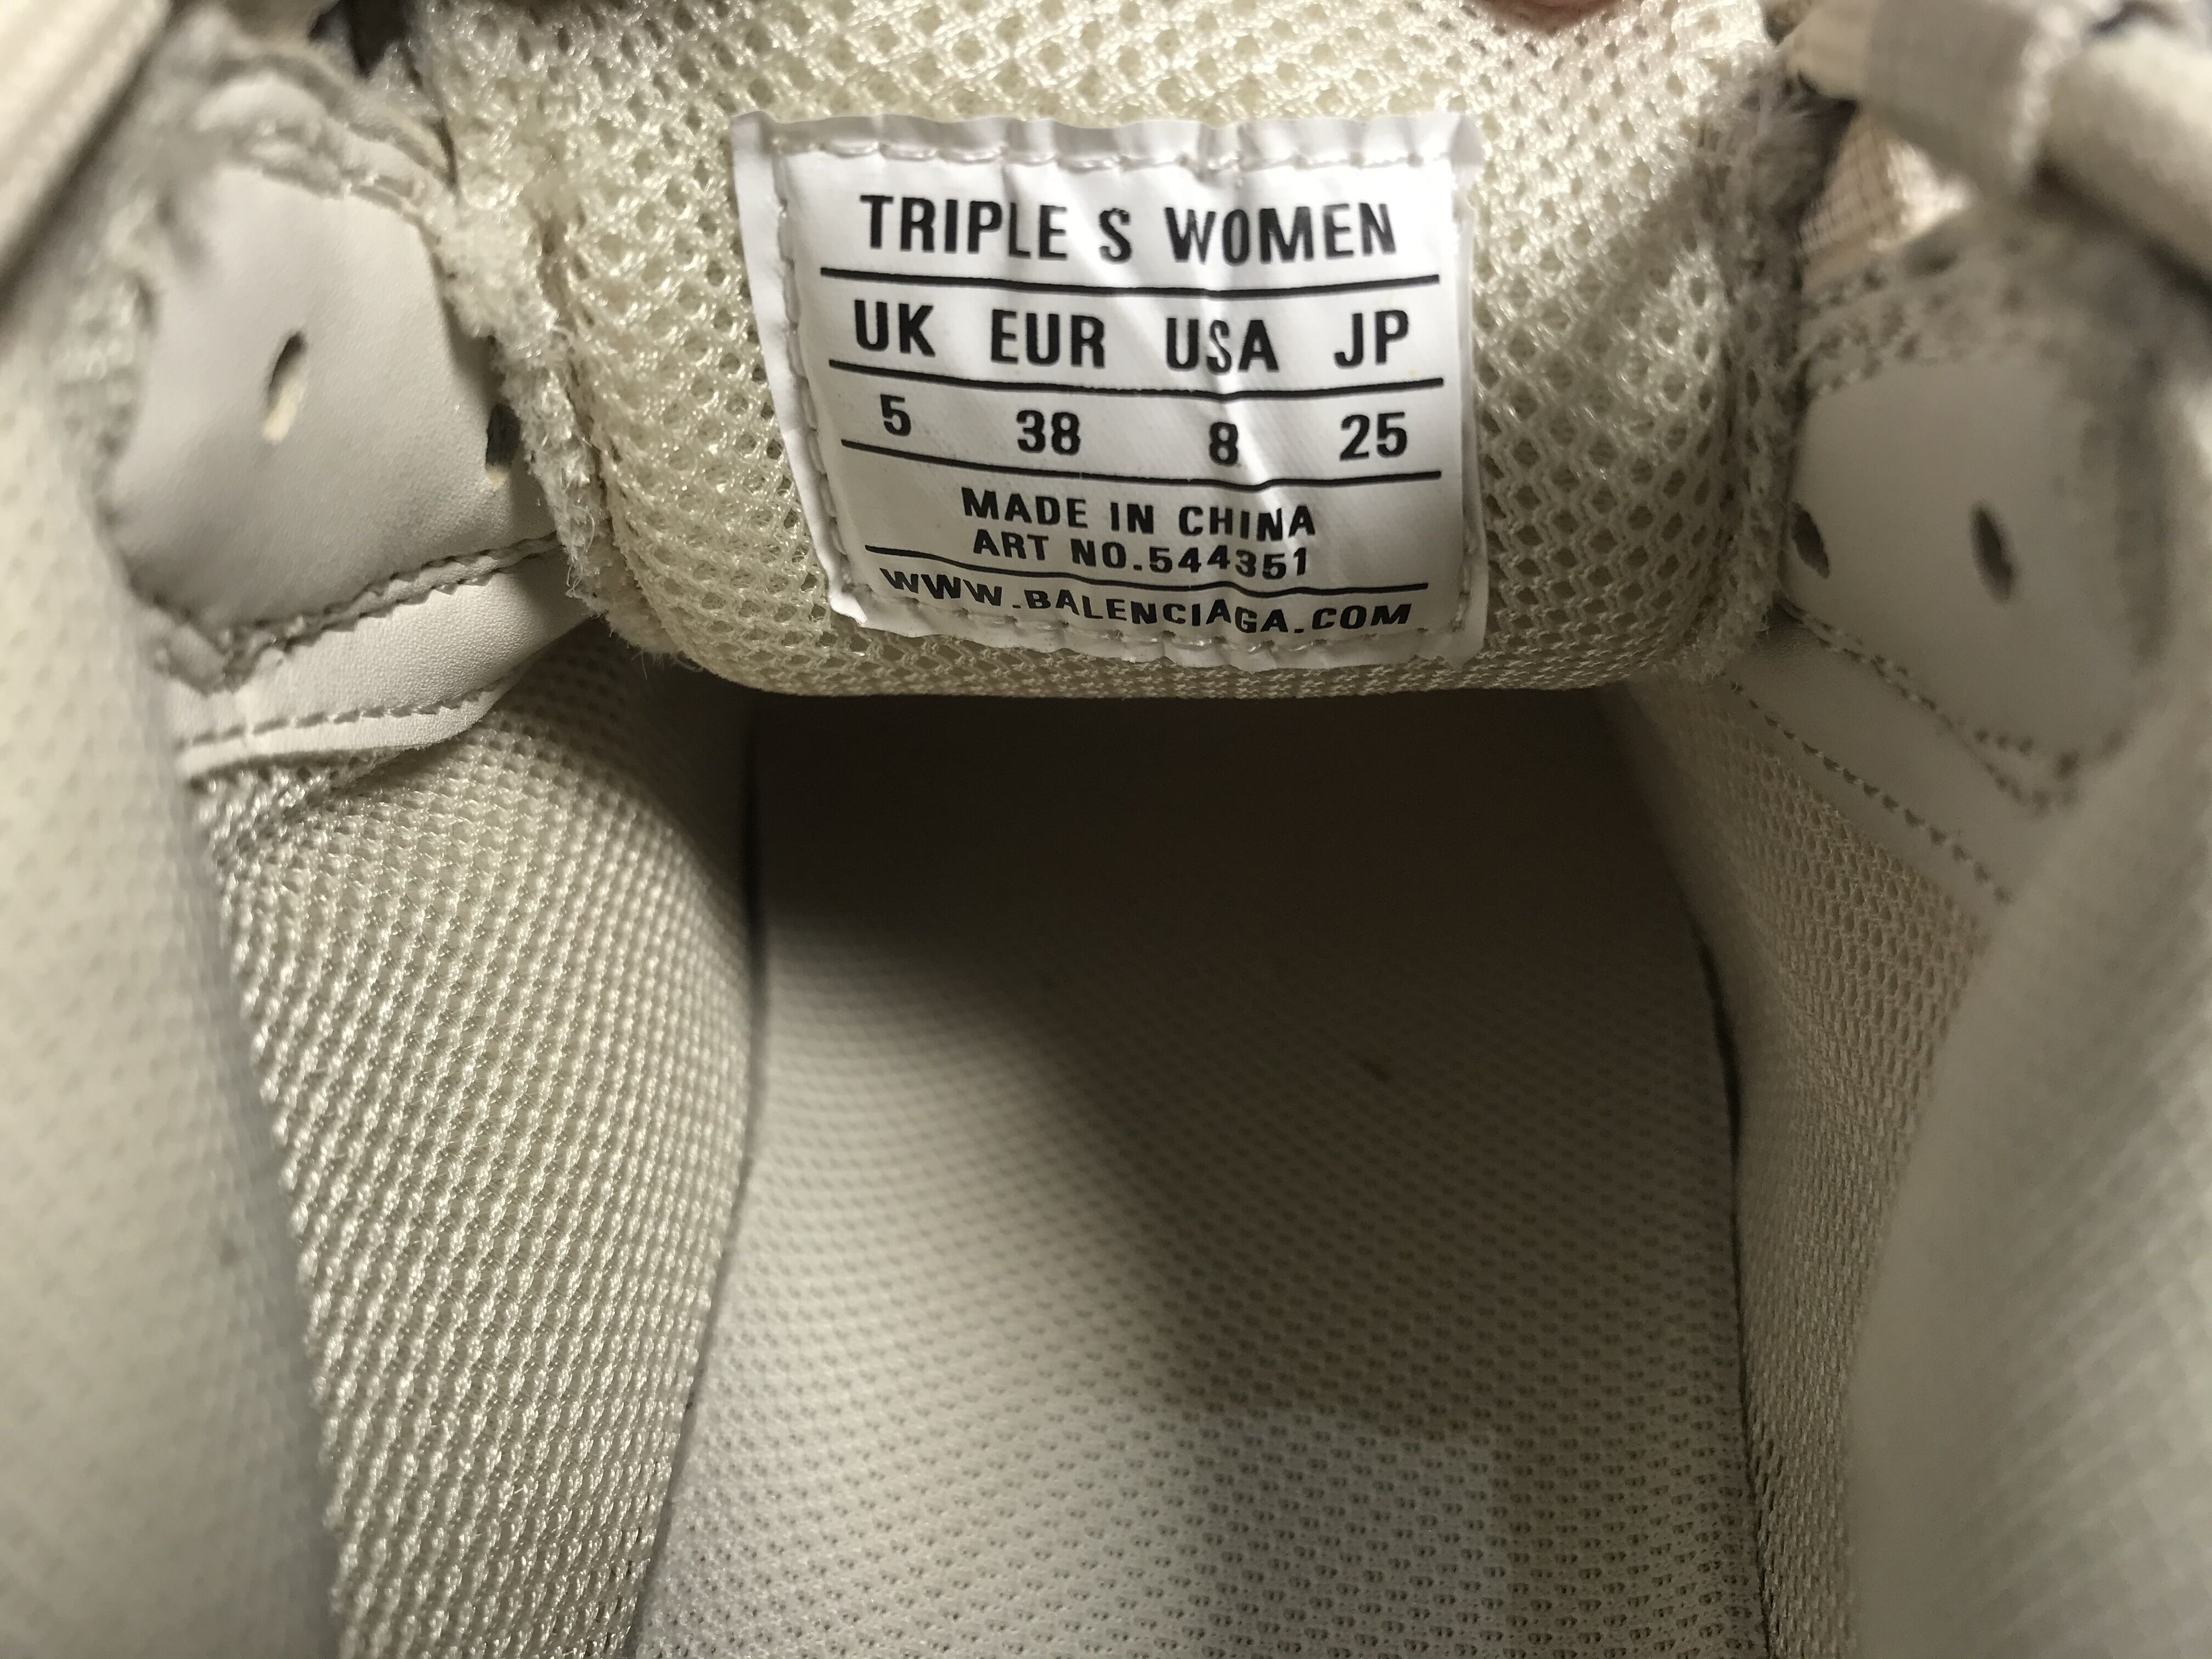 TRIPLE S WOMEN
UK EUR USA JP
5 38 8 25
MADE IN CHINA
ART NO.544351
WWW.BALENCIAGA.COM